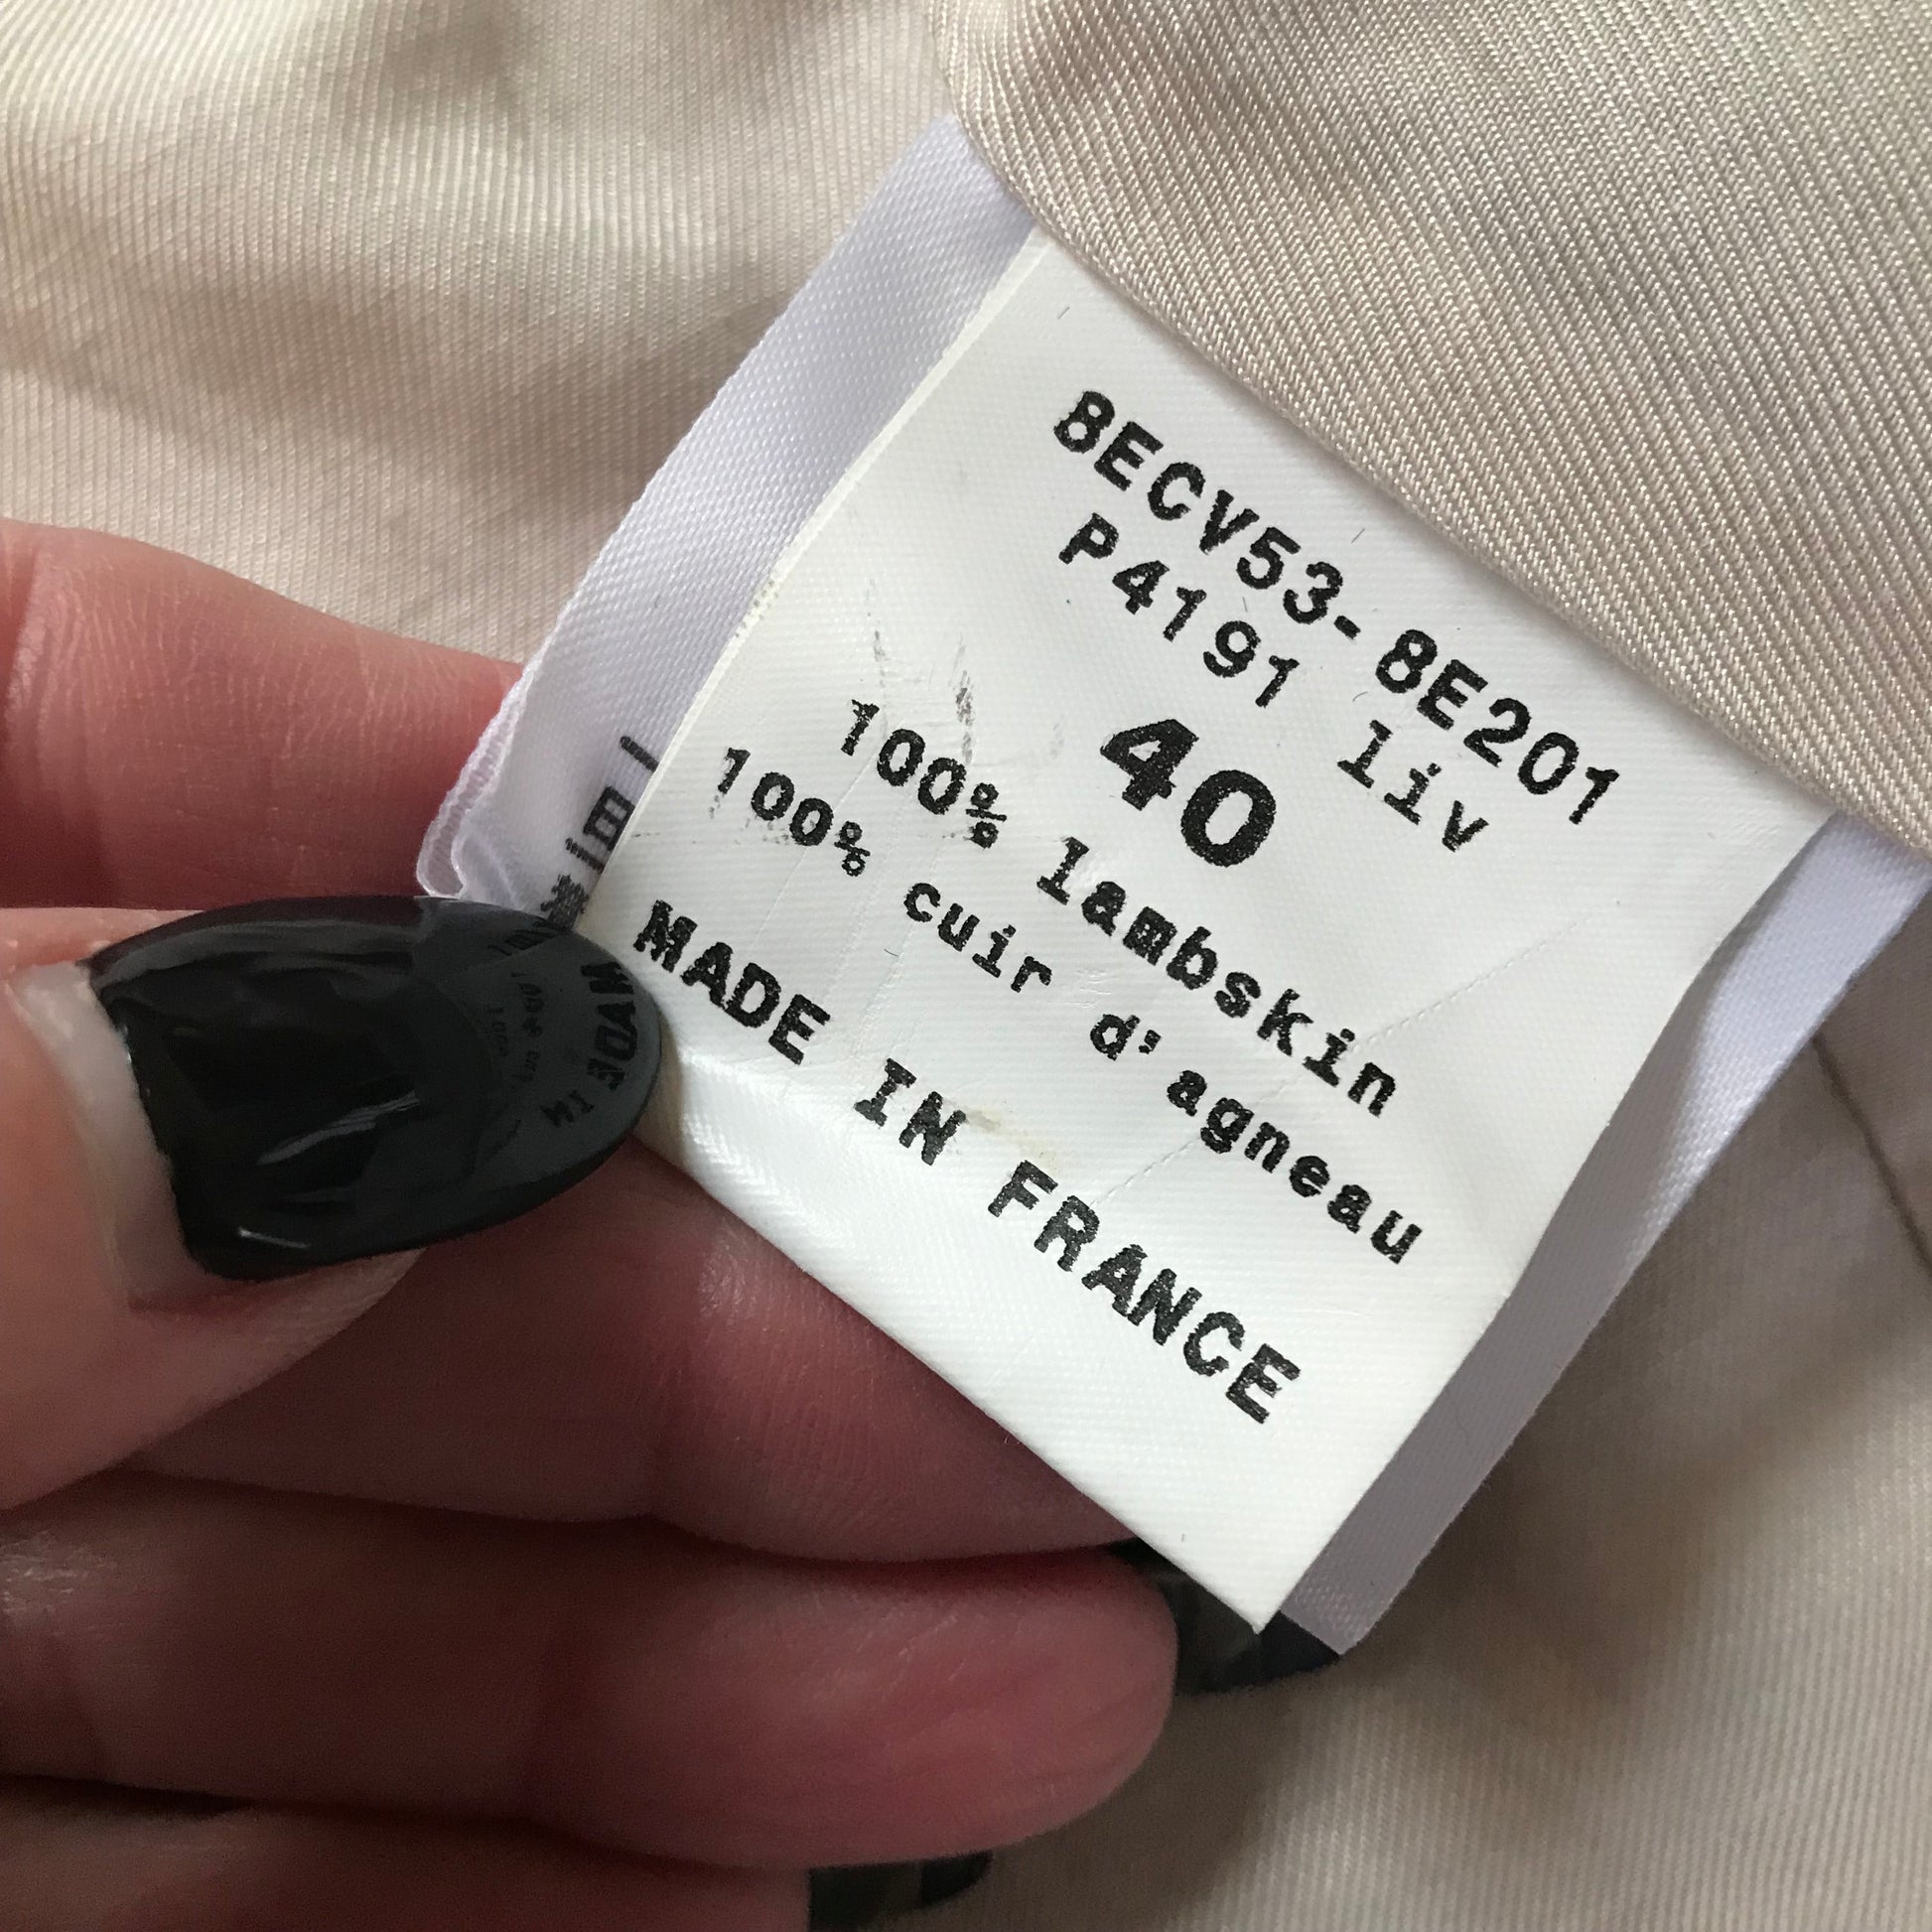 8ECV53-8E201
P4191 liv
40
100% lambskin
100% cuir d'agneau
MADE IN FRANCE